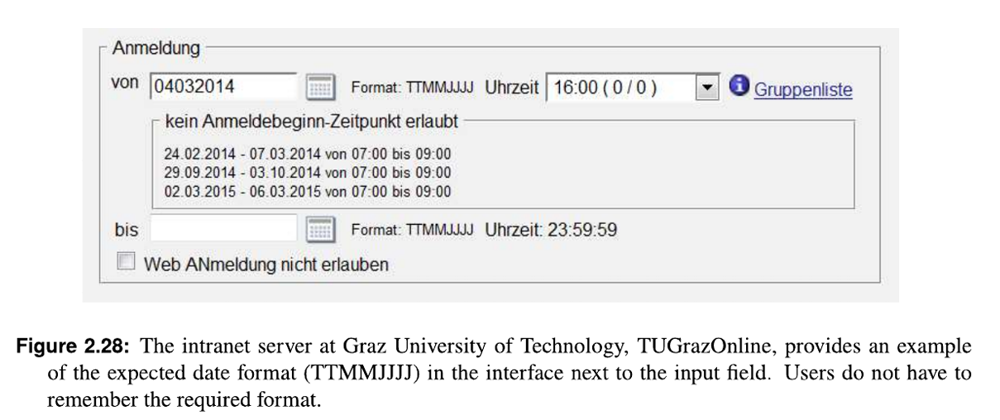 Anmeldung
von 04032014 Format: TTMMJJJJ Uhrzeit 16:00 ( 0 / 0 ) Gruppenliste
kein Anmeldebeginn-Zeitpunkt erlaubt
24.02.2014 - 07.03.2014 von 07:00 bis 09:00
29.09.2014 - 03.10.2014 von 07:00 bis 09:00
02.03.2015 - 06.03.2015 von 07:00 bis 09:00
bis Format: TTMMJJJJ Uhrzeit: 23:59:59
Web ANmeldung nicht erlauben
Figure 2.28: The intranet server at Graz University of Technology, TUGrazOnline, provides an example
of the expected date format (TTMMJJJJ) in the interface next to the input field. Users do not have to
remember the required format.